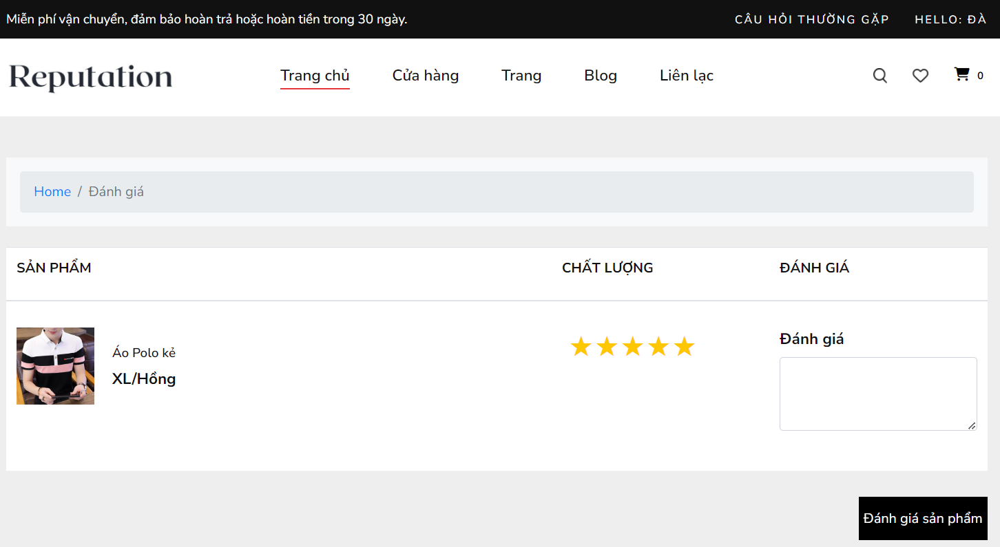 Miễn phí vận chuyển, đảm bảo hoàn trả hoặc hoàn tiền trong 30 ngày.
CÂU HỎI THƯỜNG GẶP
HELLO: ĐÀ
Reputation
Trang chủ
Cửa hàng
Trang
Blog
Liên lạc
0
Home / Đánh giá
SẢN PHẨM
CHẤT LƯỢNG
ĐÁNH GIÁ
Áo Polo kẻ
XL/Hồng
Đánh giá
Đánh giá sản phẩm